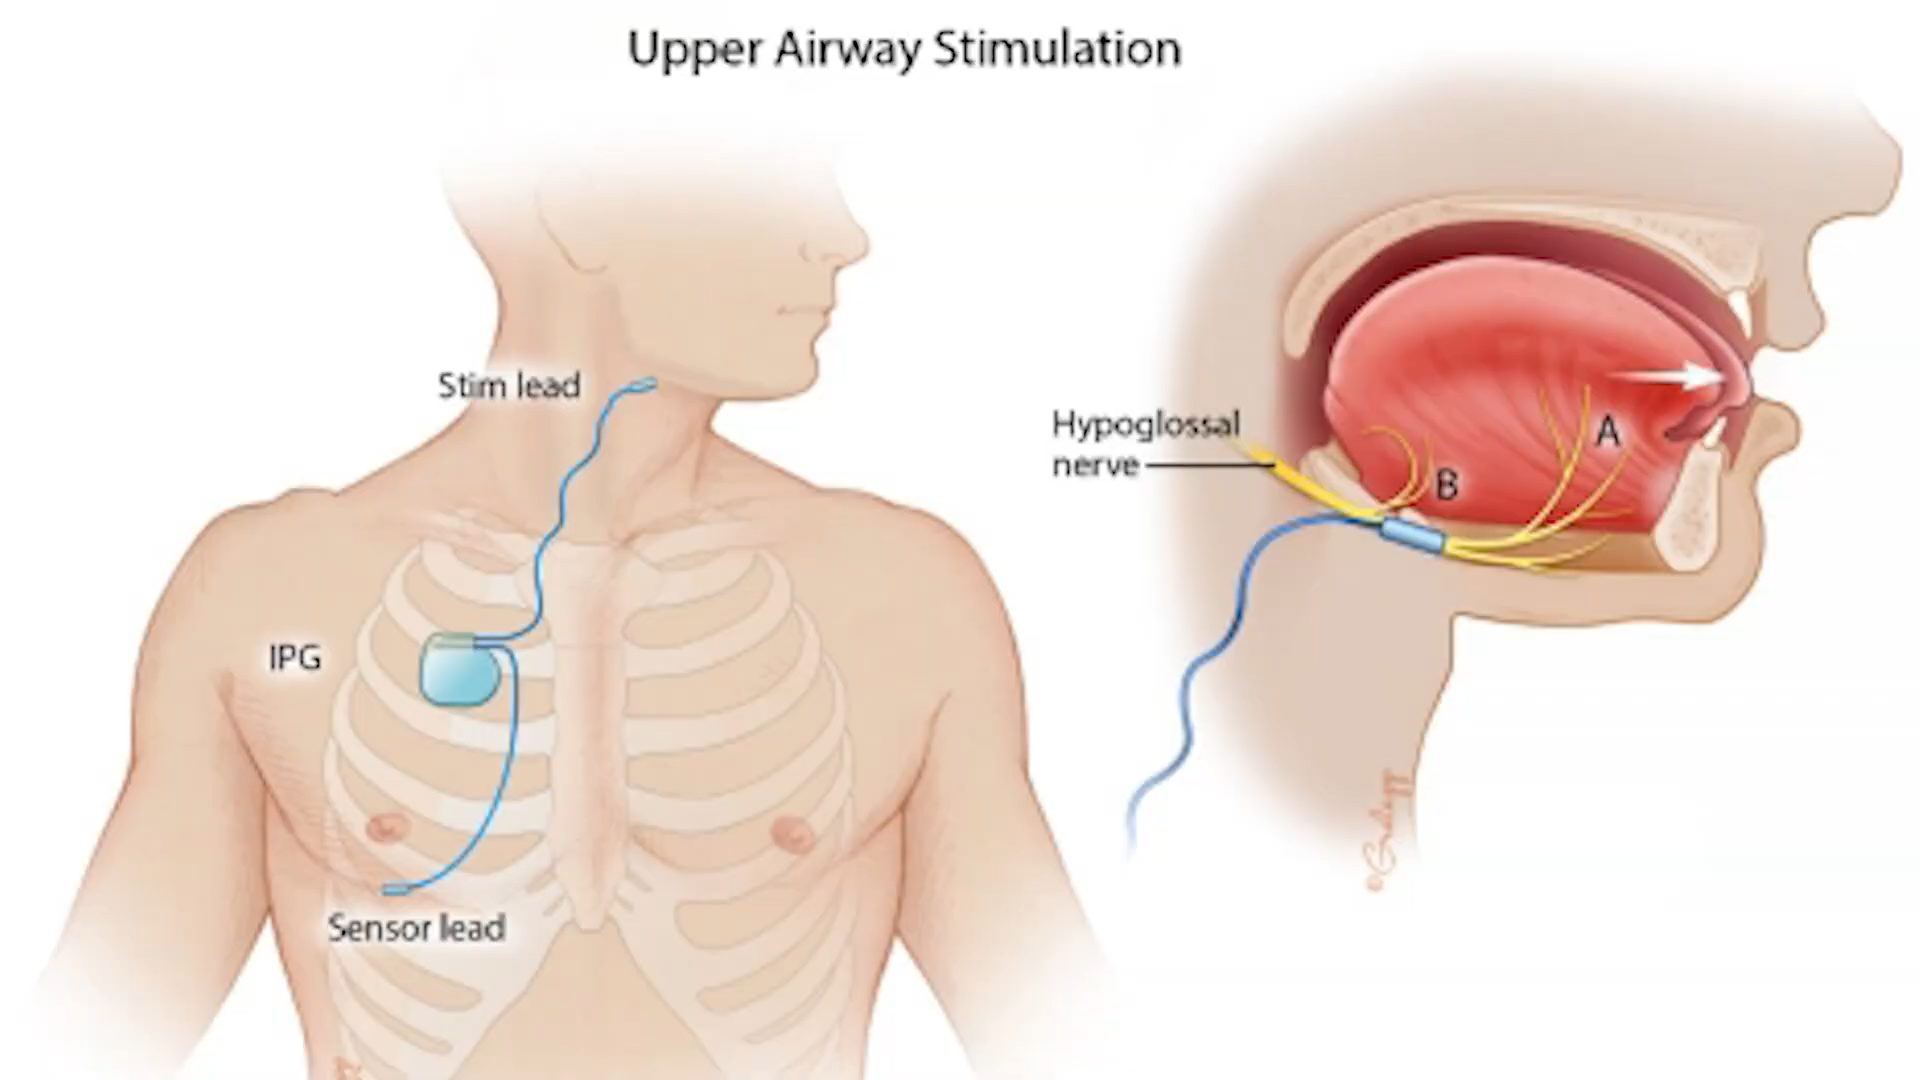 Upper Airway Stimulation
Stim lead
IPG
Sensor lead
Hypoglossal
nerve
A
B